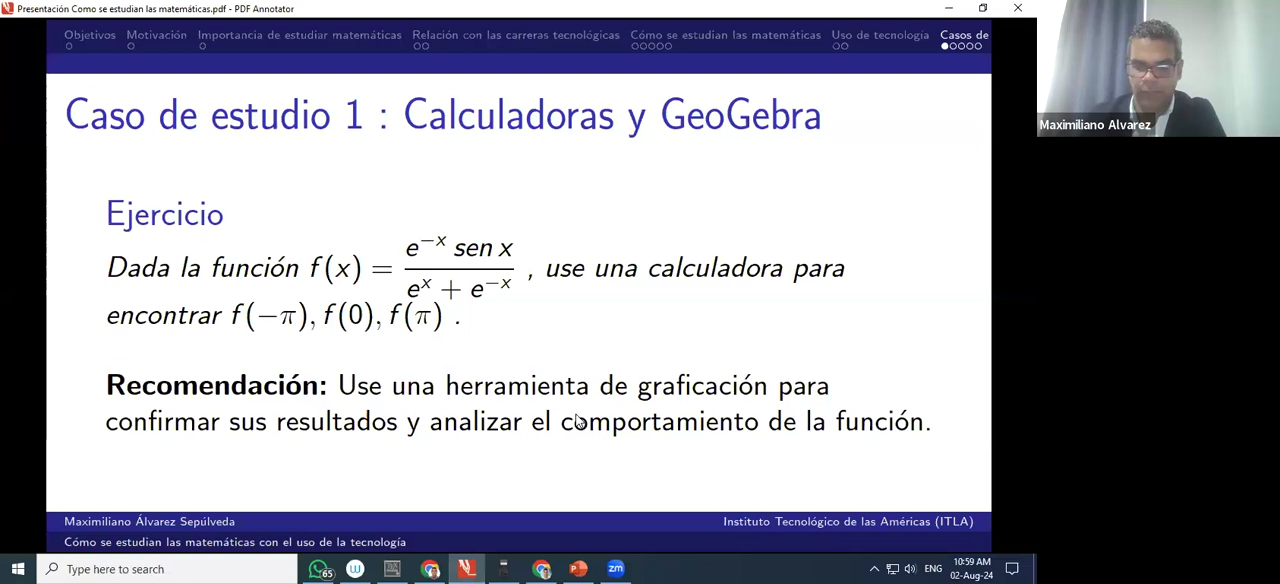 Presentación Como se estudian las matemáticas.pdf - PDF Annotator
Objetivos Motivación Importancia de estudiar matemáticas Relación con las carreras tecnológicas Cómo se estudian las matemáticas Uso de tecnología Casos de
Maximiliano Alvarez
Caso de estudio 1 : Calculadoras y GeoGebra
Ejercicio
Dada la función f(x) = \frac{e^{-x} sen x}{e^{x} + e^{-x}} , use una calculadora para
encontrar f(−π), f(0), f(π) .
Recomendación: Use una herramienta de graficación para
confirmar sus resultados y analizar el comportamiento de la función.
Maximiliano Álvarez Sepúlveda Instituto Tecnológico de las Américas (ITLA)
Cómo se estudian las matemáticas con el uso de la tecnología
Type here to search 65 W zm ENG 10:59 AM
02-Aug-24